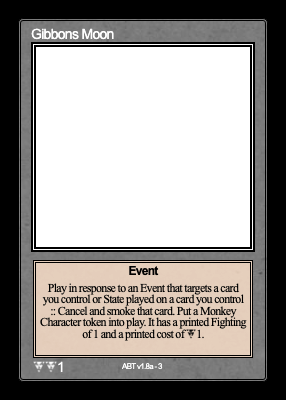 Gibbons Moon
Event
Play in response to an Event that targets a card
you control or State played on a card you control
:: Cancel and smoke that card. Put a Monkey
Character token into play. It has a printed Fighting
of 1 and a printed cost of 1.
1
ABT v1.8a - 3